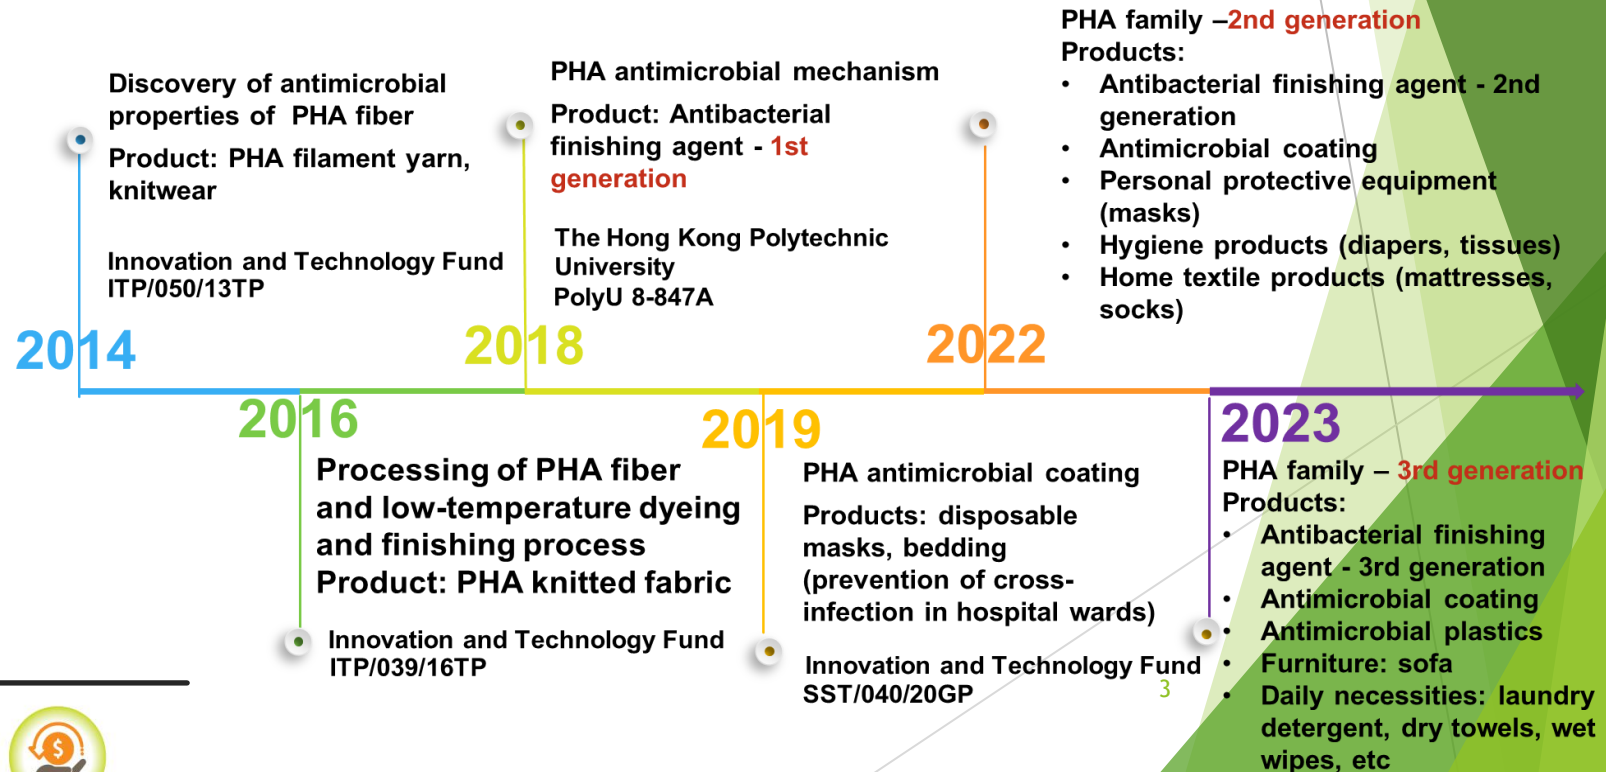 Discovery of antimicrobial
properties of PHA fiber
Product: PHA filament yarn,
knitwear
Innovation and Technology Fund
ITP/050/13TP
2014
2016
Processing of PHA fiber
and low-temperature dyeing
and finishing process
Product: PHA knitted fabric
Innovation and Technology Fund
ITP/039/16TP
PHA antimicrobial mechanism
Product: Antibacterial
finishing agent - 1st
generation
The Hong Kong Polytechnic
University
PolyU 8-847A
2018
2019
PHA antimicrobial coating
Products: disposable
masks, bedding
(prevention of cross-
infection in hospital wards)
Innovation and Technology Fund
SST/040/20GP
3
PHA family –2nd generation
Products:
• Antibacterial finishing agent - 2nd
generation
• Antimicrobial coating
• Personal protective equipment
(masks)
• Hygiene products (diapers, tissues)
• Home textile products (mattresses,
socks)
2022
2023
PHA family – 3rd generation
Products:
• Antibacterial finishing
agent - 3rd generation
• Antimicrobial coating
• Antimicrobial plastics
• Furniture: sofa
• Daily necessities: laundry
detergent, dry towels, wet
wipes, etc
$